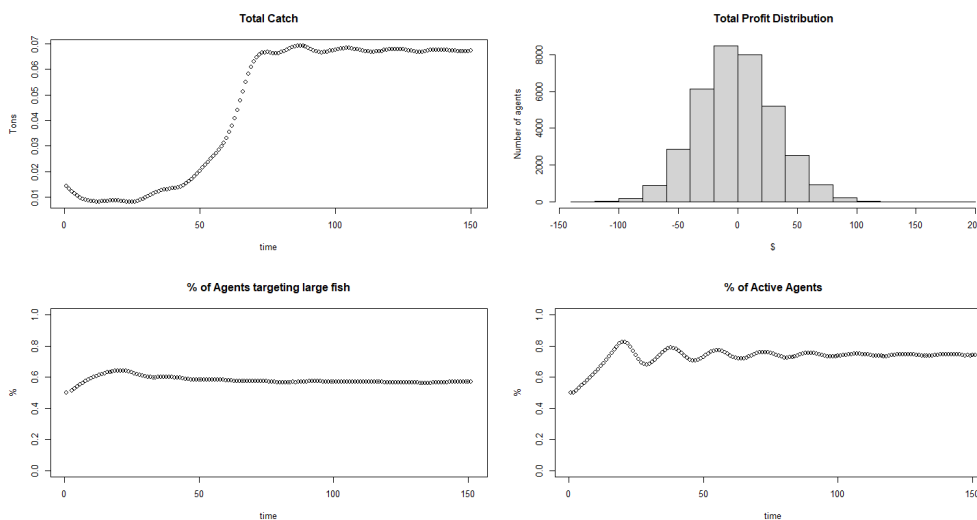 Total Catch
Tons
0.01 0.02 0.03 0.04 0.05 0.06 0.07
0 50 100 150
time
Total Profit Distribution
Number of agents
0 2000 4000 6000 8000
-150 -100 -50 0 50 100 150 200
$
% of Agents targeting large fish
%
0.0 0.2 0.4 0.6 0.8 1.0
0 50 100 150
time
% of Active Agents
%
0.0 0.2 0.4 0.6 0.8 1.0
0 50 100 150
time